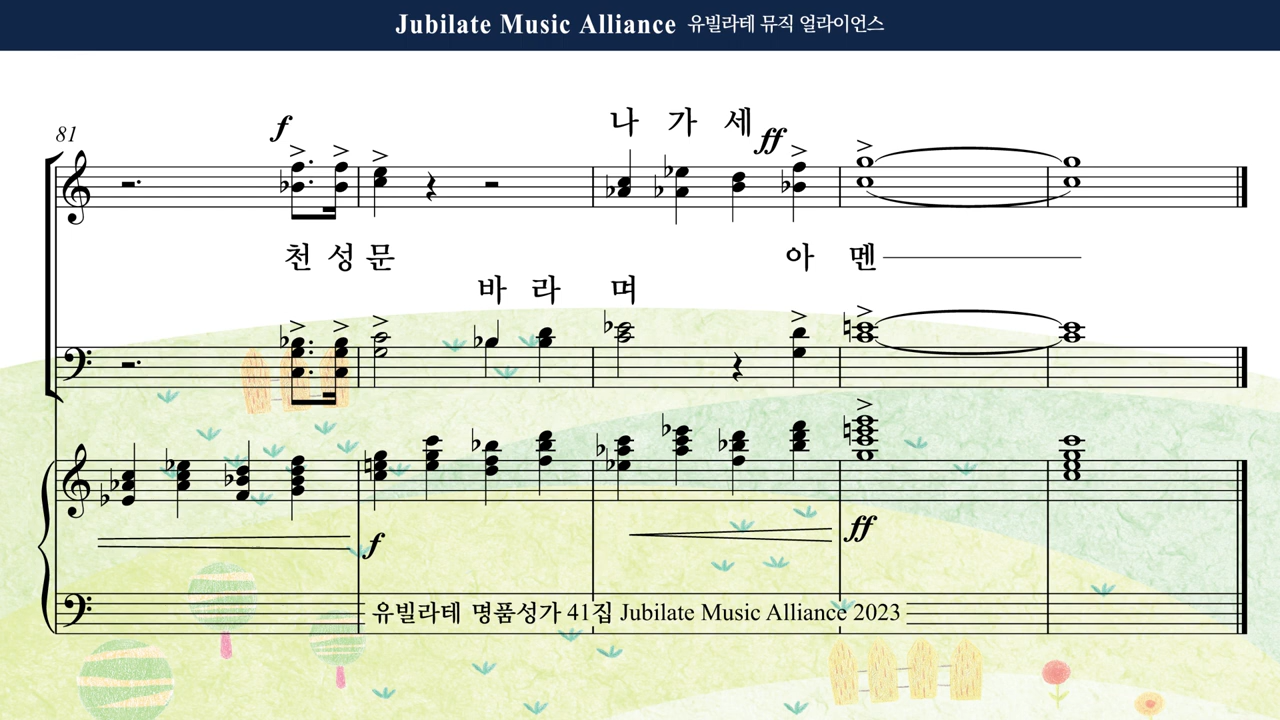 Jubilate Music Alliance 유빌라테 뮤직 얼라이언스
81
f
나 가 세
ff
천 성 문
아 멘
바 라 며
f
ff
유빌라테 명품성가 41집 Jubilate Music Alliance 2023